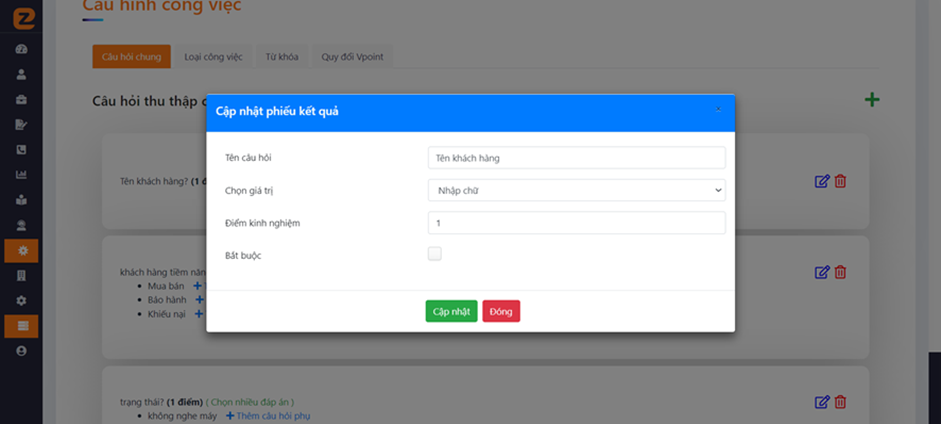 Cấu hình công việc
Câu hỏi chung
Loại công việc
Từ khóa
Quy đổi Vpoint
Câu hỏi thu thập
Cập nhật phiếu kết quả
×
Tên câu hỏi
Tên khách hàng
Chọn giá trị
Nhập chữ
Điểm kinh nghiệm
1
Bắt buộc
Cập nhật
Đóng
Tên khách hàng? (1
khách hàng tiềm
Mua bán
Bảo hành
Khiếu nại
trạng thái? (1 điểm) ( Chọn nhiều đáp án )
không nghe máy + Thêm câu hỏi phụ